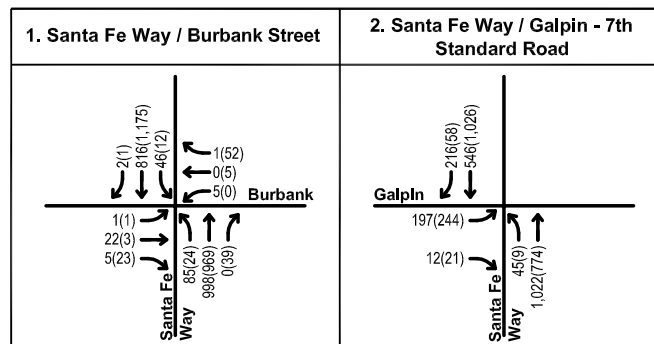 1. Santa Fe Way / Burbank Street
2. Santa Fe Way / Galpin - 7th
Standard Road
2(1)
816(1,175)
46(12)
1(52)
0(5)
5(0)
Burbank
1(1)
22(3)
5(23)
85(24)
998(969)
0(39)
Santa Fe
Way
216(58)
546(1,026)
Galpin
197(244)
12(21)
45(9)
1,022(774)
Santa Fe
Way